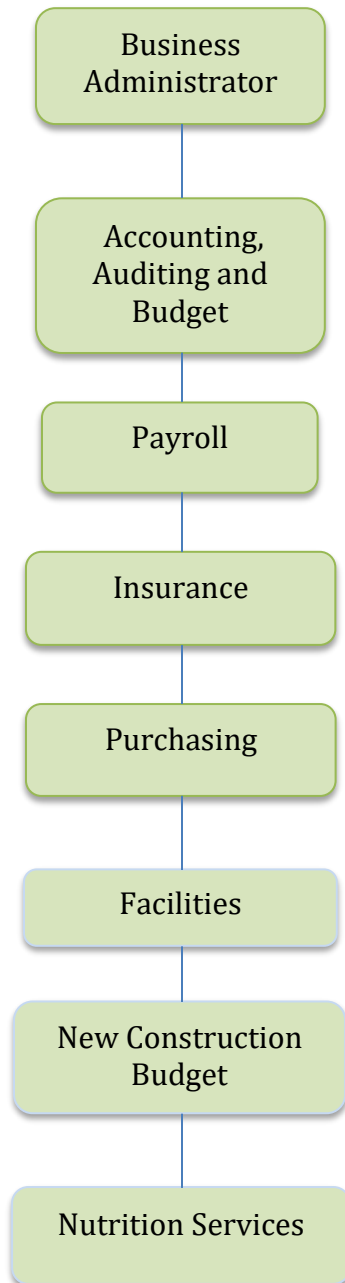 Business
Administrator
Accounting,
Auditing and
Budget
Payroll
Insurance
Purchasing
Facilities
New Construction
Budget
Nutrition Services